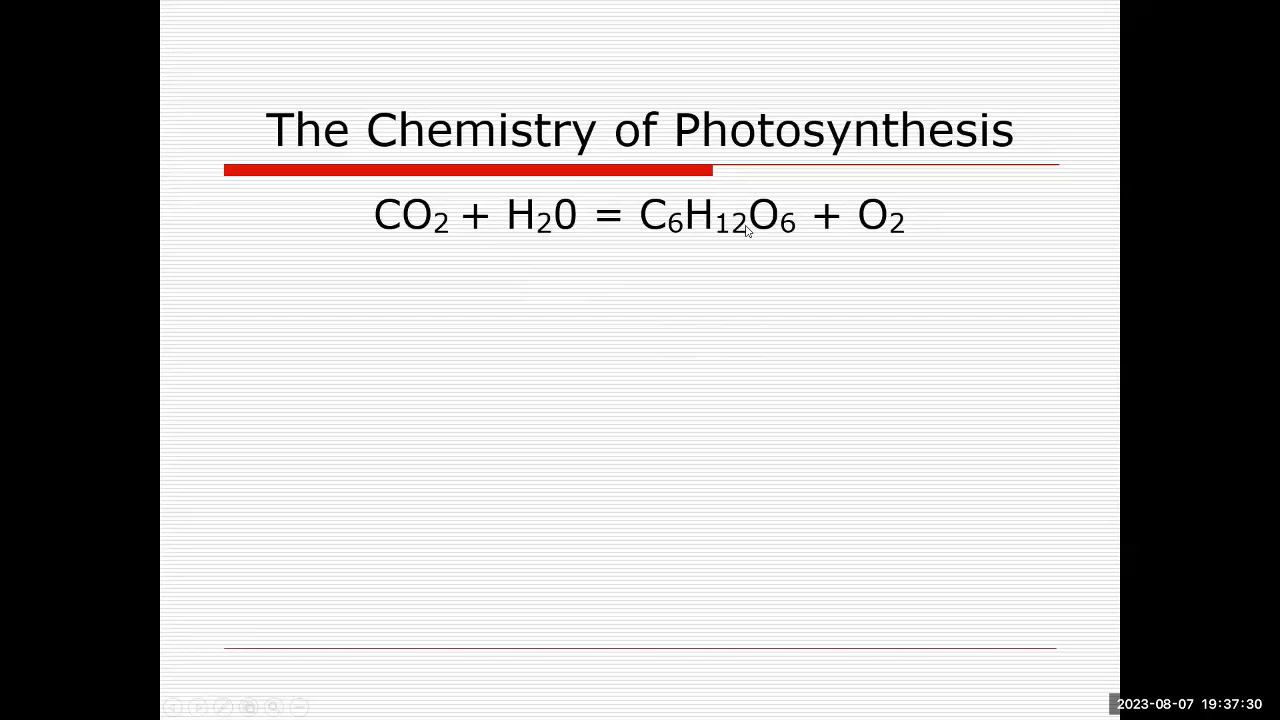 The Chemistry of Photosynthesis
CO₂ + H₂0 = C₆H₁₂O₆ + O₂
2023-08-07 19:37:30